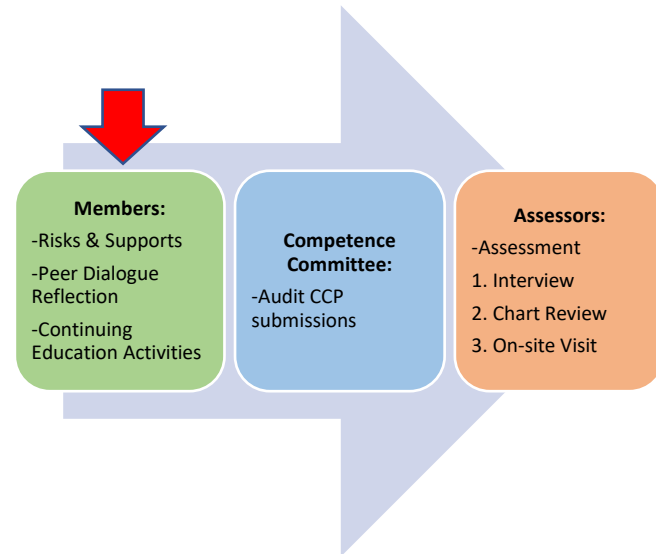 Members:
-Risks & Supports
-Peer Dialogue
Reflection
-Continuing
Education Activities
Competence
Committee:
-Audit CCP
submissions
Assessors:
-Assessment
1. Interview
2. Chart Review
3. On-site Visit